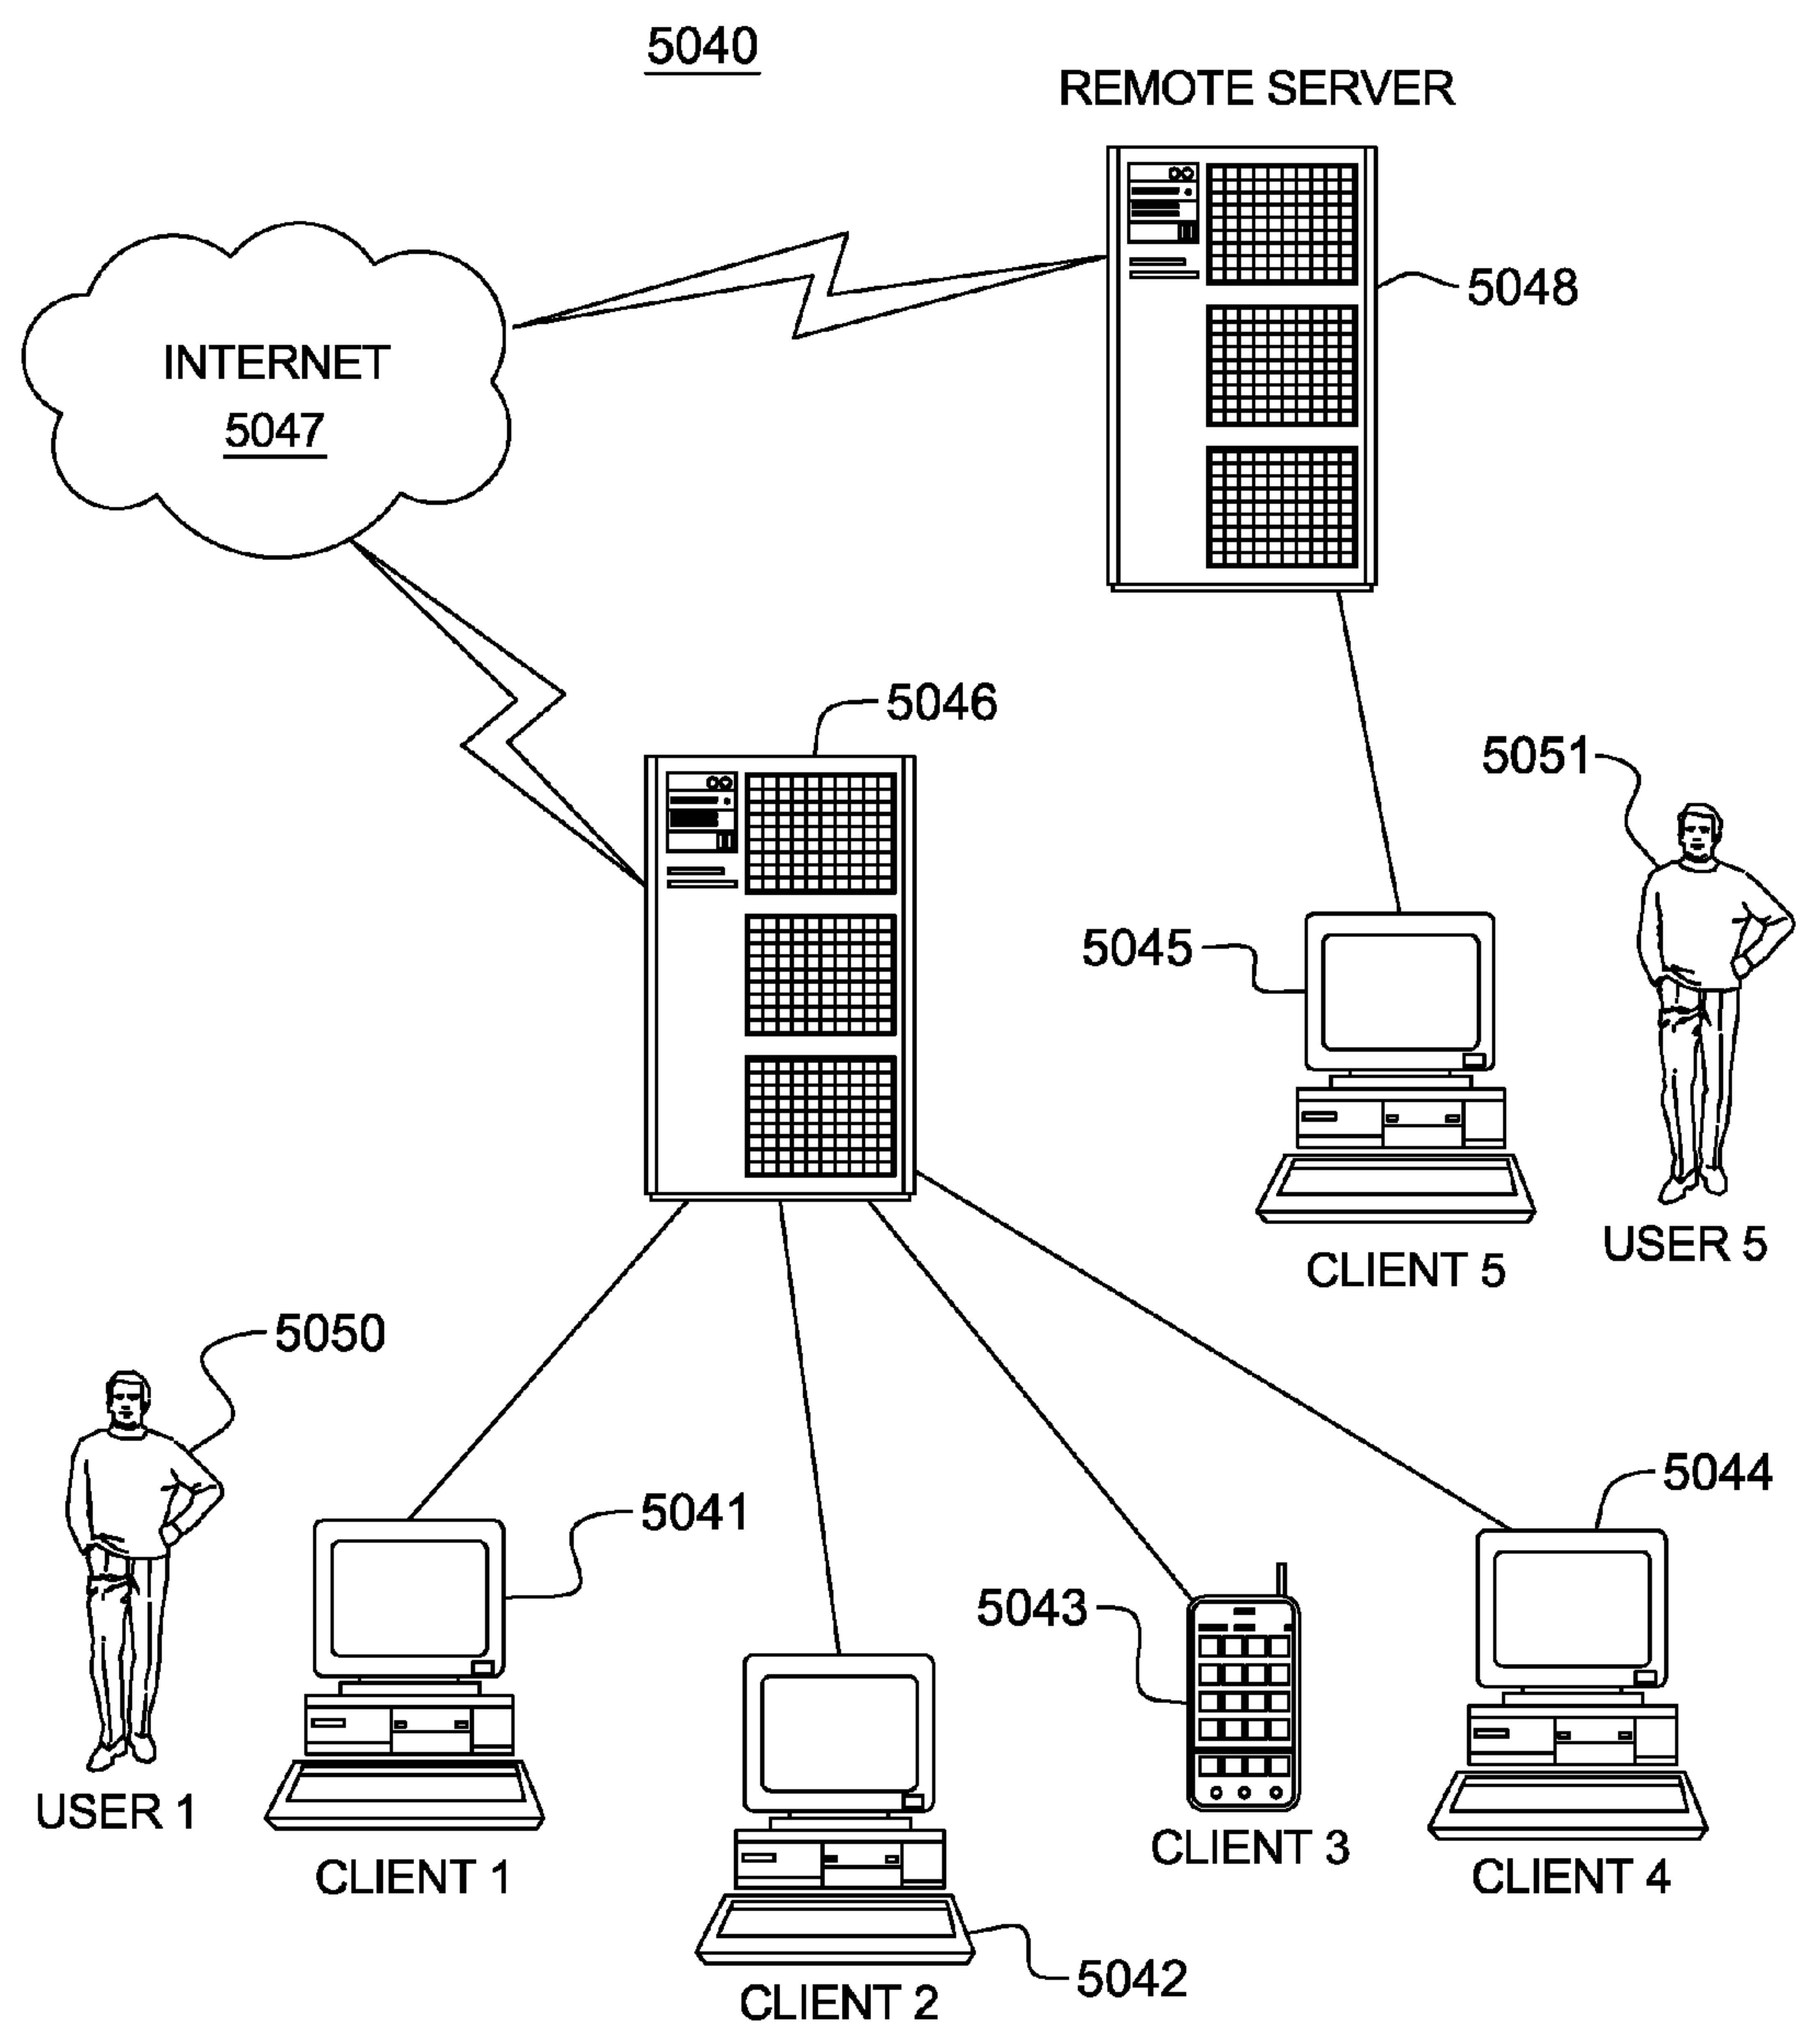 5040
REMOTE SERVER
5048
INTERNET
5047
5046
5051
5045
USER 5
CLIENT 5
5050
5041
5044
5043
USER 1
CLIENT 1
CLIENT 3
CLIENT 4
5042
CLIENT 2